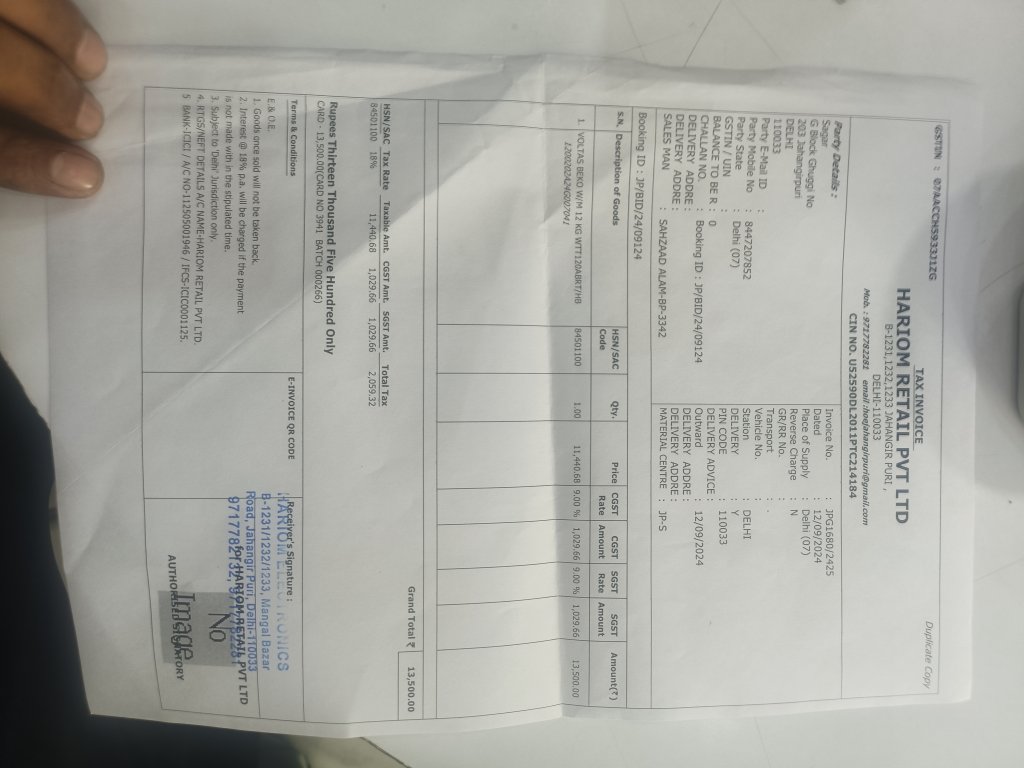 GSTIN : 07AACCH5933J1ZG
Duplicate Copy
TAX INVOICE
HARIOM RETAIL PVT LTD
B-1231,1232,1233 JAHANGIR PURI ,
DELHI-110033
Mob. : 9717782281 email :hoejahangirpuri@gmail.com
CIN NO. U52590DL2011PTC214184
Party Details :
Sagar
G Block Ghuggi No
203 Jahangirpuri
DELHI
110033
Party E-Mail ID :
Party Mobile No : 8447207852
Party State : Delhi (07)
GSTIN / UIN :
BALANCE TO BE R : 0
CHALLAN NO. : Booking ID : JP/BID/24/09124
DELIVERY ADDRE :
DELIVERY ADDRE :
SALES MAN : SAHZAAD ALAM-BP-3342
Invoice No. : JPG1680/2425
Dated : 12/09/2024
Place of Supply : Delhi (07)
Reverse Charge : N
GR/RR No. :
Transport : .
Vehicle No. :
Station : DELHI
DELIVERY : Y
PIN CODE : 110033
DELIVERY ADVICE :
Outward : 12/09/2024
DELIVERY ADDRE :
DELIVERY ADDRE :
MATERIAL CENTRE : JP-S
Booking ID : JP/BID/24/09124
S.N. Description of Goods HSN/SAC Code Qty. Price CGST Rate CGST Amount SGST Rate SGST Amount Amount(₹)
1. VOLTAS BEKO W/M 12 KG WTT120ABRT/HB 84501100 1.00 11,440.68 9.00 % 1,029.66 9.00 % 1,029.66 13,500.00
1200202A24G007041
Grand Total ₹ 13,500.00
HSN/SAC Tax Rate Taxable Amt. CGST Amt. SGST Amt. Total Tax
84501100 18% 11,440.68 1,029.66 1,029.66 2,059.32
Rupees Thirteen Thousand Five Hundred Only
CARD - 13,500.00(CARD NO 3941 BATCH 000266)
Terms & Conditions
E.& O.E.
1. Goods once sold will not be taken back.
2. Interest @ 18% p.a. will be charged if the payment
is not made with in the stipulated time.
3. Subject to 'Delhi' Jurisdiction only.
4. RTGS/NEFT DETAILS A/C NAME-HARIOM RETAIL PVT LTD.
5 BANK-ICICI / A/C NO-112505001946 / IFCS-ICIC0001125.
E-INVOICE QR CODE
Receiver's Signature :
HARIOM ELECTRONICS
B-1231/1232/1233, Mangal Bazar
Road, Jahangir Puri, Delhi-110033
9717782132, 9717782281
for HARIOM RETAIL PVT LTD
No
Image
AUTHORISED SIGNATORY